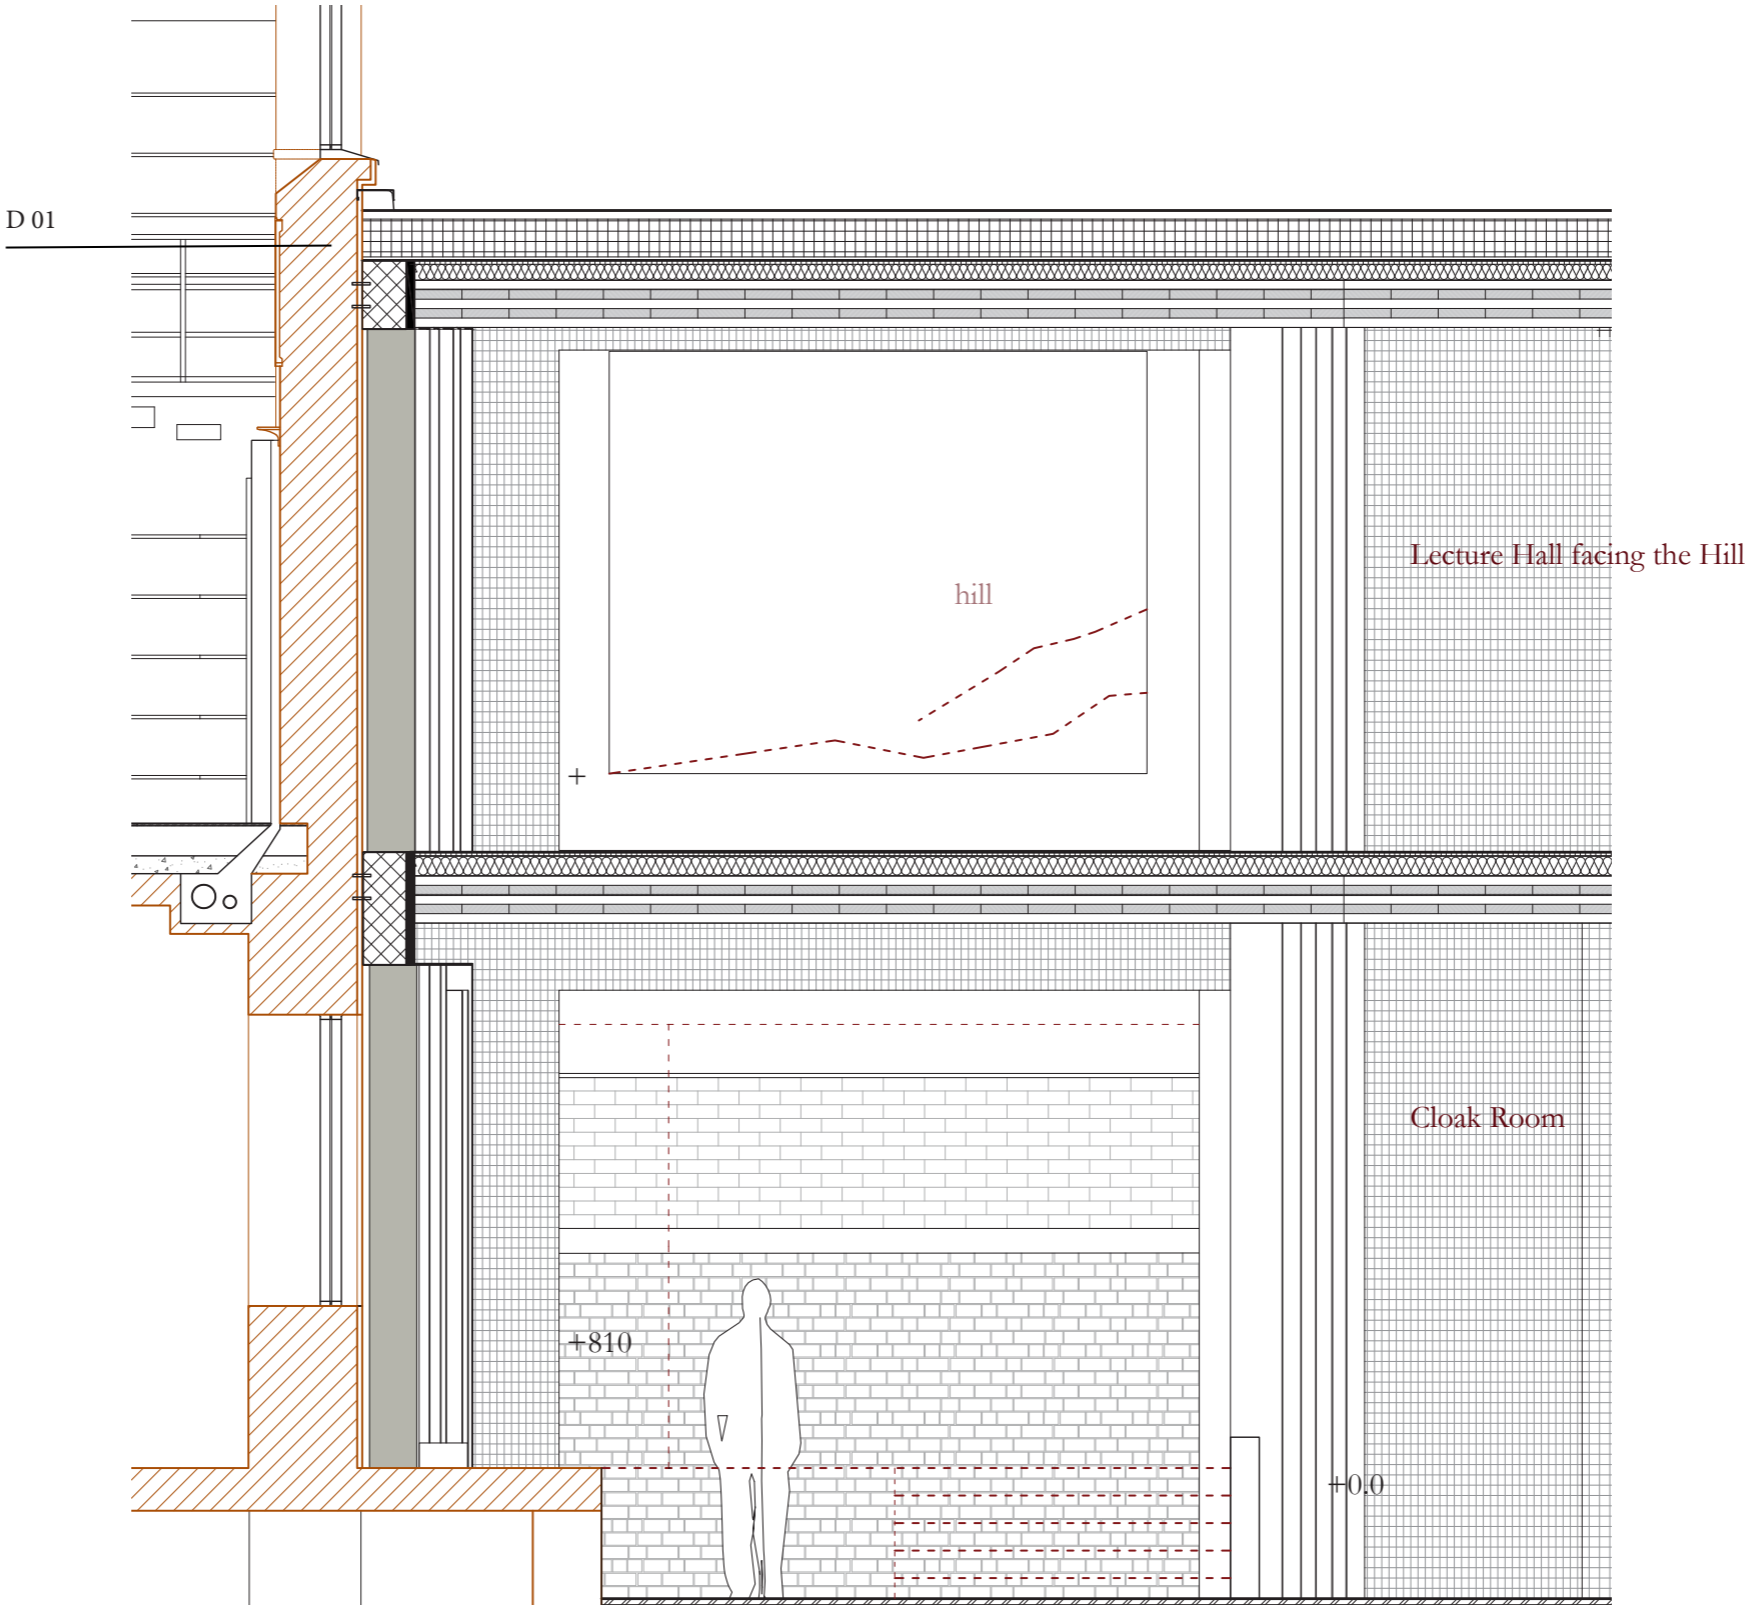 D 01
Lecture Hall facing the Hill
hill
+
Cloak Room
+810
+0.0